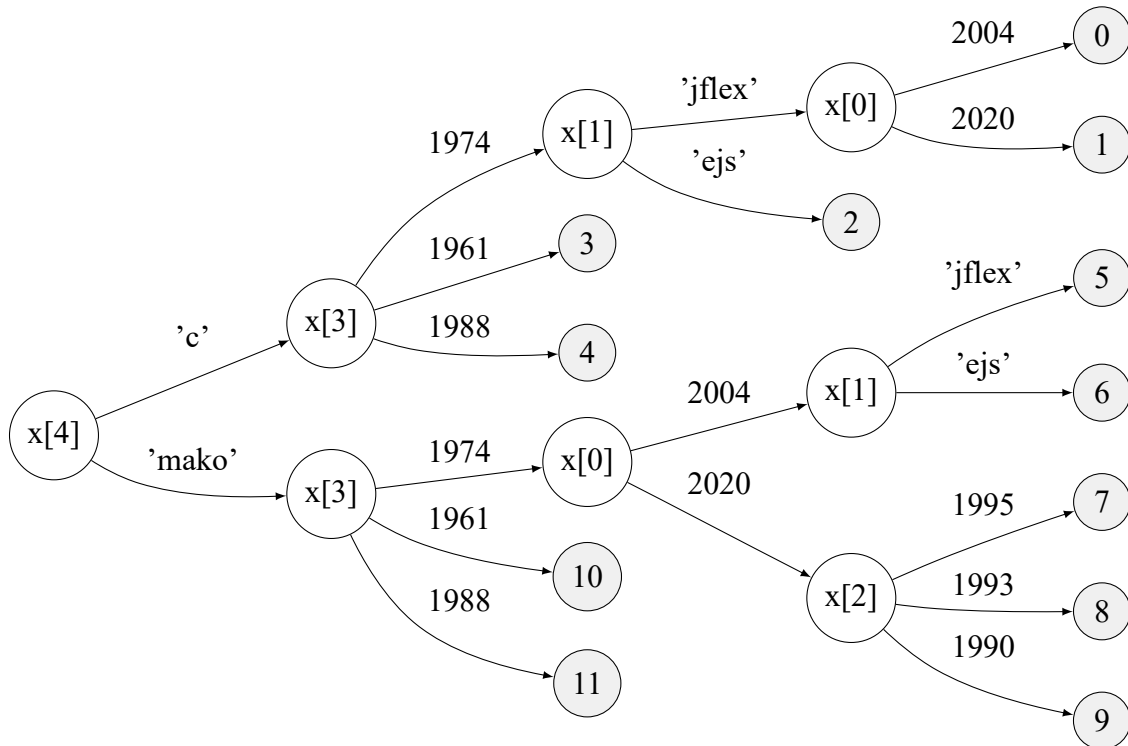 2004
0
’jflex’
x[0]
2020
1974
x[1]
1
’ejs’
2
1961
3
’jflex’
5
’c’
x[3]
1988
4
2004
x[1]
’ejs’
6
x[4]
’mako’
1974
x[0]
2020
x[3]
1961
1995
7
1988
10
x[2]
1993
8
1990
11
9